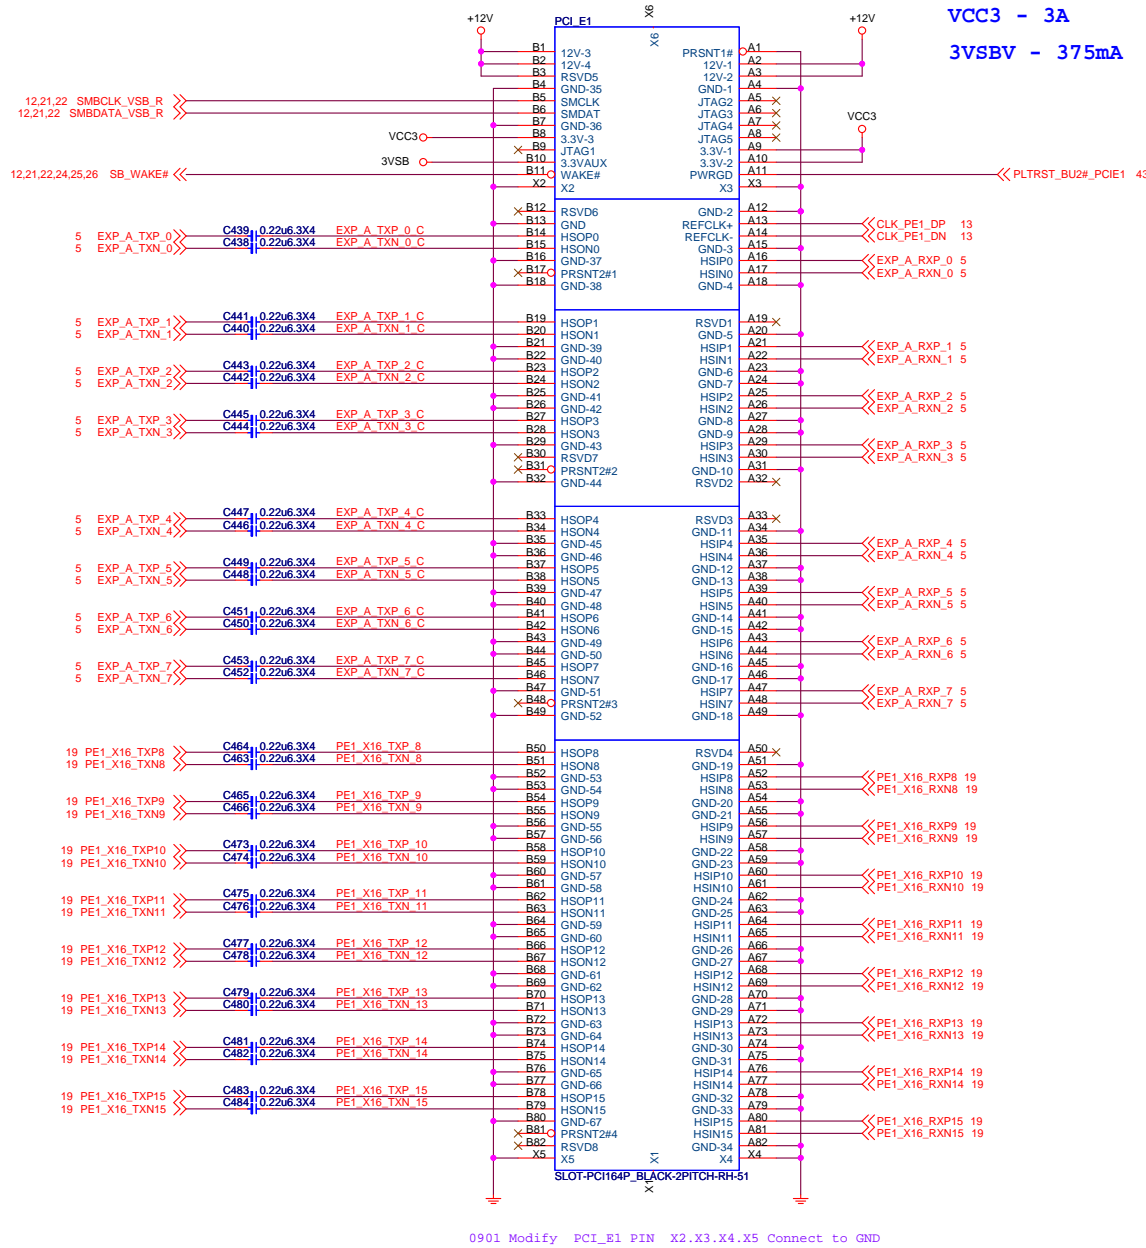 VCC3 - 3A
3VSBV - 375mA
PCI_E1
X6
X6
+12V
+12V
B1 12V-3 PRSNT1# A1
B2 12V-4 12V-1 A2
B3 RSVD5 12V-2 A3
B4 GND-35 GND-1 A4
12,21,22 SMBCLK_VSB_R B5 SMCLK JTAG2 A5
12,21,22 SMBDATA_VSB_R B6 SMDAT JTAG3 A6
B7 GND-36 JTAG4 A7
VCC3 B8 3.3V-3 JTAG5 A8 VCC3
B9 JTAG1 3.3V-1 A9
3VSB B10 3.3VAUX 3.3V-2 A10
12,21,22,24,25,26 SB_WAKE# B11 WAKE# PWRGD A11 PLTRST_BU2#_PCIE1 43
X2 X2 X3 X3
B12 RSVD6 GND-2 A12
B13 GND REFCLK+ A13 CLK_PE1_DP 13
5 EXP_A_TXP_0 C439 0.22u6.3X4 EXP_A_TXP_0_C B14 HSOP0 REFCLK- A14 CLK_PE1_DN 13
5 EXP_A_TXN_0 C438 0.22u6.3X4 EXP_A_TXN_0_C B15 HSON0 GND-3 A15
B16 GND-37 HSIP0 A16 EXP_A_RXP_0 5
B17 PRSNT2#1 HSIN0 A17 EXP_A_RXN_0 5
B18 GND-38 GND-4 A18
5 EXP_A_TXP_1 C441 0.22u6.3X4 EXP_A_TXP_1_C B19 HSOP1 RSVD1 A19
5 EXP_A_TXN_1 C440 0.22u6.3X4 EXP_A_TXN_1_C B20 HSON1 GND-5 A20
B21 GND-39 HSIP1 A21 EXP_A_RXP_1 5
B22 GND-40 HSIN1 A22 EXP_A_RXN_1 5
5 EXP_A_TXP_2 C443 0.22u6.3X4 EXP_A_TXP_2_C B23 HSOP2 GND-6 A23
5 EXP_A_TXN_2 C442 0.22u6.3X4 EXP_A_TXN_2_C B24 HSON2 GND-7 A24
B25 GND-41 HSIP2 A25 EXP_A_RXP_2 5
B26 GND-42 HSIN2 A26 EXP_A_RXN_2 5
5 EXP_A_TXP_3 C445 0.22u6.3X4 EXP_A_TXP_3_C B27 HSOP3 GND-8 A27
5 EXP_A_TXN_3 C444 0.22u6.3X4 EXP_A_TXN_3_C B28 HSON3 GND-9 A28
B29 GND-43 HSIP3 A29 EXP_A_RXP_3 5
B30 RSVD7 HSIN3 A30 EXP_A_RXN_3 5
B31 PRSNT2#2 GND-10 A31
B32 GND-44 RSVD2 A32
5 EXP_A_TXP_4 C447 0.22u6.3X4 EXP_A_TXP_4_C B33 HSOP4 RSVD3 A33
5 EXP_A_TXN_4 C446 0.22u6.3X4 EXP_A_TXN_4_C B34 HSON4 GND-11 A34
B35 GND-45 HSIP4 A35 EXP_A_RXP_4 5
B36 GND-46 HSIN4 A36 EXP_A_RXN_4 5
5 EXP_A_TXP_5 C449 0.22u6.3X4 EXP_A_TXP_5_C B37 HSOP5 GND-12 A37
5 EXP_A_TXN_5 C448 0.22u6.3X4 EXP_A_TXN_5_C B38 HSON5 GND-13 A38
B39 GND-47 HSIP5 A39 EXP_A_RXP_5 5
B40 GND-48 HSIN5 A40 EXP_A_RXN_5 5
5 EXP_A_TXP_6 C451 0.22u6.3X4 EXP_A_TXP_6_C B41 HSOP6 GND-14 A41
5 EXP_A_TXN_6 C450 0.22u6.3X4 EXP_A_TXN_6_C B42 HSON6 GND-15 A42
B43 GND-49 HSIP6 A43 EXP_A_RXP_6 5
B44 GND-50 HSIN6 A44 EXP_A_RXN_6 5
5 EXP_A_TXP_7 C453 0.22u6.3X4 EXP_A_TXP_7_C B45 HSOP7 GND-16 A45
5 EXP_A_TXN_7 C452 0.22u6.3X4 EXP_A_TXN_7_C B46 HSON7 GND-17 A46
B47 GND-51 HSIP7 A47 EXP_A_RXP_7 5
B48 PRSNT2#3 HSIN7 A48 EXP_A_RXN_7 5
B49 GND-52 GND-18 A49
19 PE1_X16_TXP8 C464 0.22u6.3X4 PE1_X16_TXP_8 B50 HSOP8 RSVD4 A50
19 PE1_X16_TXN8 C463 0.22u6.3X4 PE1_X16_TXN_8 B51 HSON8 GND-19 A51
B52 GND-53 HSIP8 A52 PE1_X16_RXP8 19
B53 GND-54 HSIN8 A53 PE1_X16_RXN8 19
19 PE1_X16_TXP9 C465 0.22u6.3X4 PE1_X16_TXP_9 B54 HSOP9 GND-20 A54
19 PE1_X16_TXN9 C466 0.22u6.3X4 PE1_X16_TXN_9 B55 HSON9 GND-21 A55
B56 GND-55 HSIP9 A56 PE1_X16_RXP9 19
B57 GND-56 HSIN9 A57 PE1_X16_RXN9 19
19 PE1_X16_TXP10 C473 0.22u6.3X4 PE1_X16_TXP_10 B58 HSOP10 GND-22 A58
19 PE1_X16_TXN10 C474 0.22u6.3X4 PE1_X16_TXN_10 B59 HSON10 GND-23 A59
B60 GND-57 HSIP10 A60 PE1_X16_RXP10 19
B61 GND-58 HSIN10 A61 PE1_X16_RXN10 19
19 PE1_X16_TXP11 C475 0.22u6.3X4 PE1_X16_TXP_11 B62 HSOP11 GND-24 A62
19 PE1_X16_TXN11 C476 0.22u6.3X4 PE1_X16_TXN_11 B63 HSON11 GND-25 A63
B64 GND-59 HSIP11 A64 PE1_X16_RXP11 19
B65 GND-60 HSIN11 A65 PE1_X16_RXN11 19
19 PE1_X16_TXP12 C477 0.22u6.3X4 PE1_X16_TXP_12 B66 HSOP12 GND-26 A66
19 PE1_X16_TXN12 C478 0.22u6.3X4 PE1_X16_TXN_12 B67 HSON12 GND-27 A67
B68 GND-61 HSIP12 A68 PE1_X16_RXP12 19
B69 GND-62 HSIN12 A69 PE1_X16_RXN12 19
19 PE1_X16_TXP13 C479 0.22u6.3X4 PE1_X16_TXP_13 B70 HSOP13 GND-28 A70
19 PE1_X16_TXN13 C480 0.22u6.3X4 PE1_X16_TXN_13 B71 HSON13 GND-29 A71
B72 GND-63 HSIP13 A72 PE1_X16_RXP13 19
B73 GND-64 HSIN13 A73 PE1_X16_RXN13 19
19 PE1_X16_TXP14 C481 0.22u6.3X4 PE1_X16_TXP_14 B74 HSOP14 GND-30 A74
19 PE1_X16_TXN14 C482 0.22u6.3X4 PE1_X16_TXN_14 B75 HSON14 GND-31 A75
B76 GND-65 HSIP14 A76 PE1_X16_RXP14 19
B77 GND-66 HSIN14 A77 PE1_X16_RXN14 19
19 PE1_X16_TXP15 C483 0.22u6.3X4 PE1_X16_TXP_15 B78 HSOP15 GND-32 A78
19 PE1_X16_TXN15 C484 0.22u6.3X4 PE1_X16_TXN_15 B79 HSON15 GND-33 A79
B80 GND-67 HSIP15 A80 PE1_X16_RXP15 19
B81 PRSNT2#4 HSIN15 A81 PE1_X16_RXN15 19
B82 RSVD8 GND-34 A82
X5 X5 X4 X4
X1
SLOT-PCI164P_BLACK-2PITCH-RH-51
X1
0901 Modify PCI_E1 PIN X2.X3.X4.X5 Connect to GND